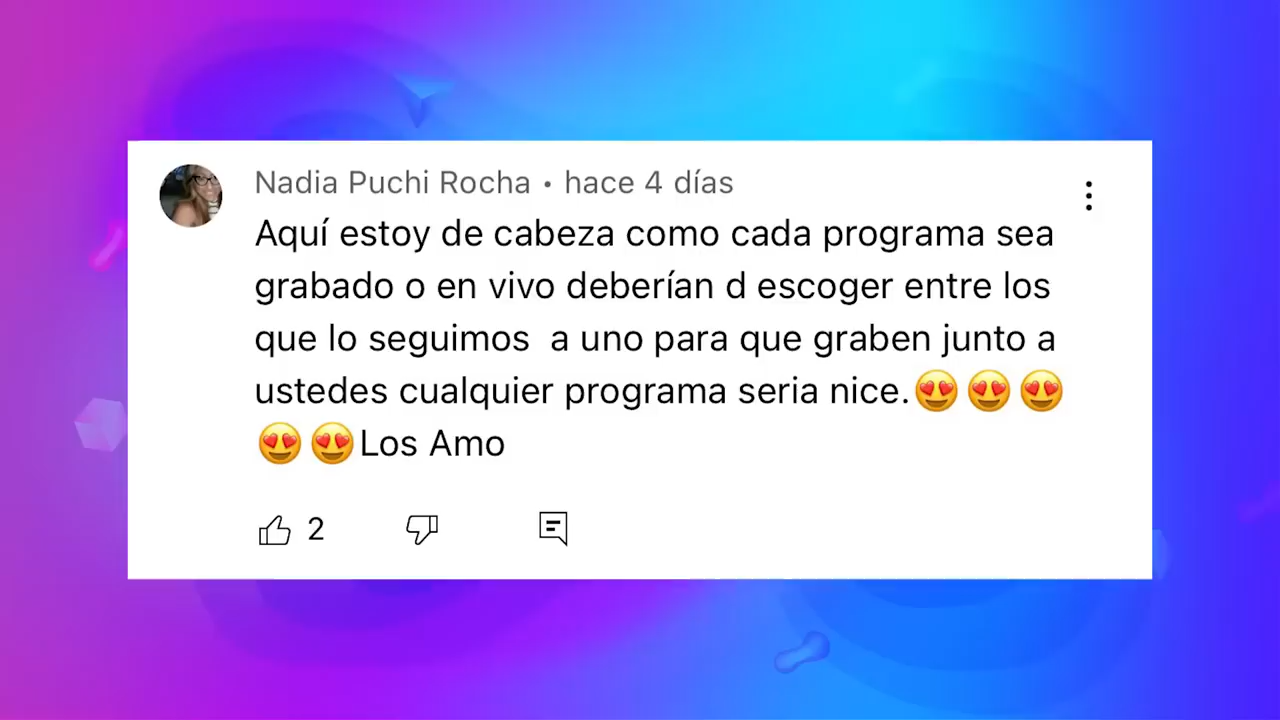 Nadia Puchi Rocha • hace 4 días
Aquí estoy de cabeza como cada programa sea
grabado o en vivo deberían d escoger entre los
que lo seguimos  a uno para que graben junto a
ustedes cualquier programa seria nice.😍😍😍
😍😍Los Amo
2